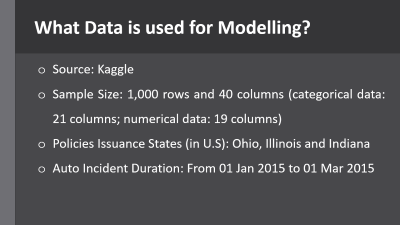 What Data is used for Modelling?
o Source: Kaggle
o Sample Size: 1,000 rows and 40 columns (categorical data:
21 columns; numerical data: 19 columns)
o Policies Issuance States (in U.S): Ohio, Illinois and Indiana
o Auto Incident Duration: From 01 Jan 2015 to 01 Mar 2015